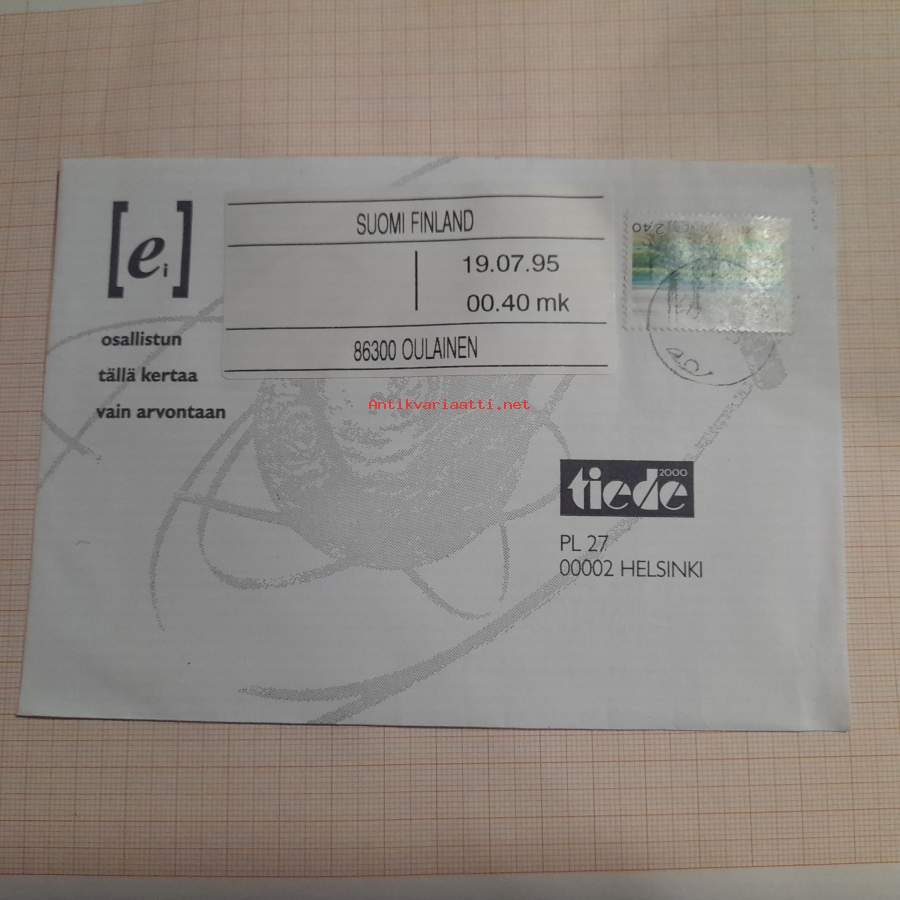 [ei]
osallistun
tällä kertaa
vain arvontaan
SUOMI FINLAND
19.07.95
00.40 mk
86300 OULAINEN
2,40
Antikvariaatti.net
tiede 2000
PL 27
00002 HELSINKI